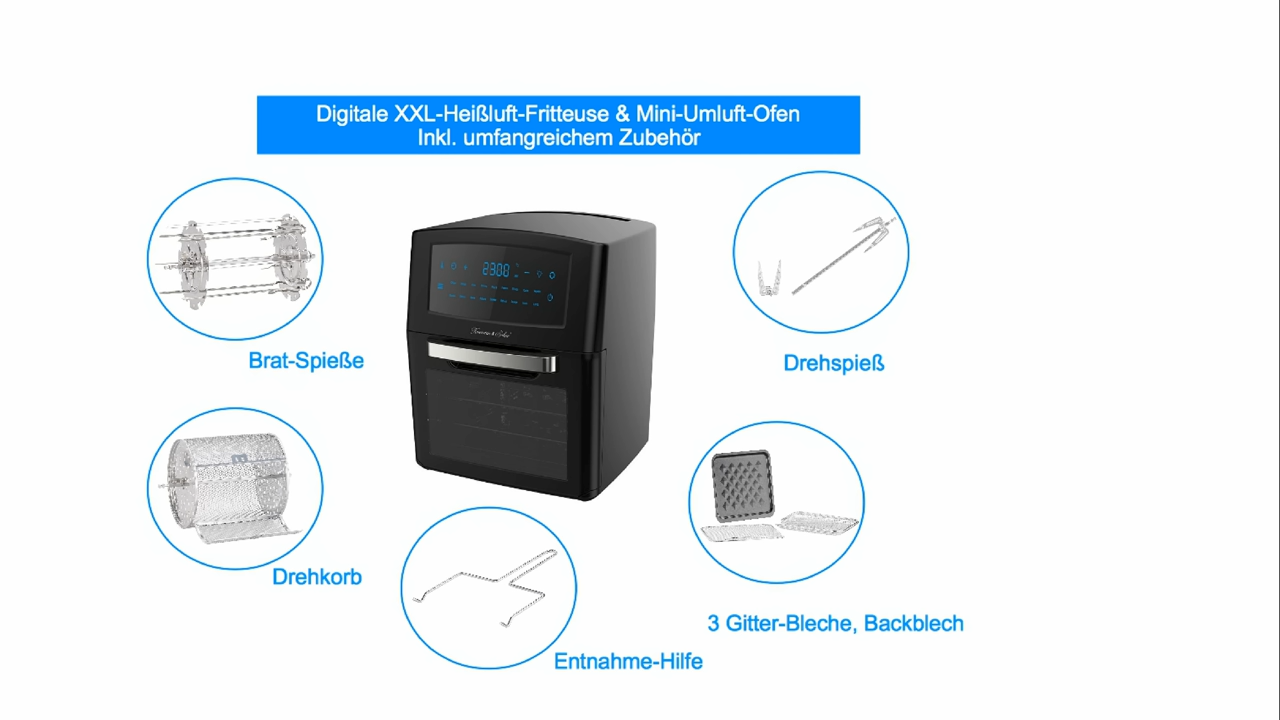 Digitale XXL-Heißluft-Fritteuse & Mini-Umluft-Ofen
Inkl. umfangreichem Zubehör
Brat-Spieße
Drehspieß
Drehkorb
3 Gitter-Bleche, Backblech
Entnahme-Hilfe